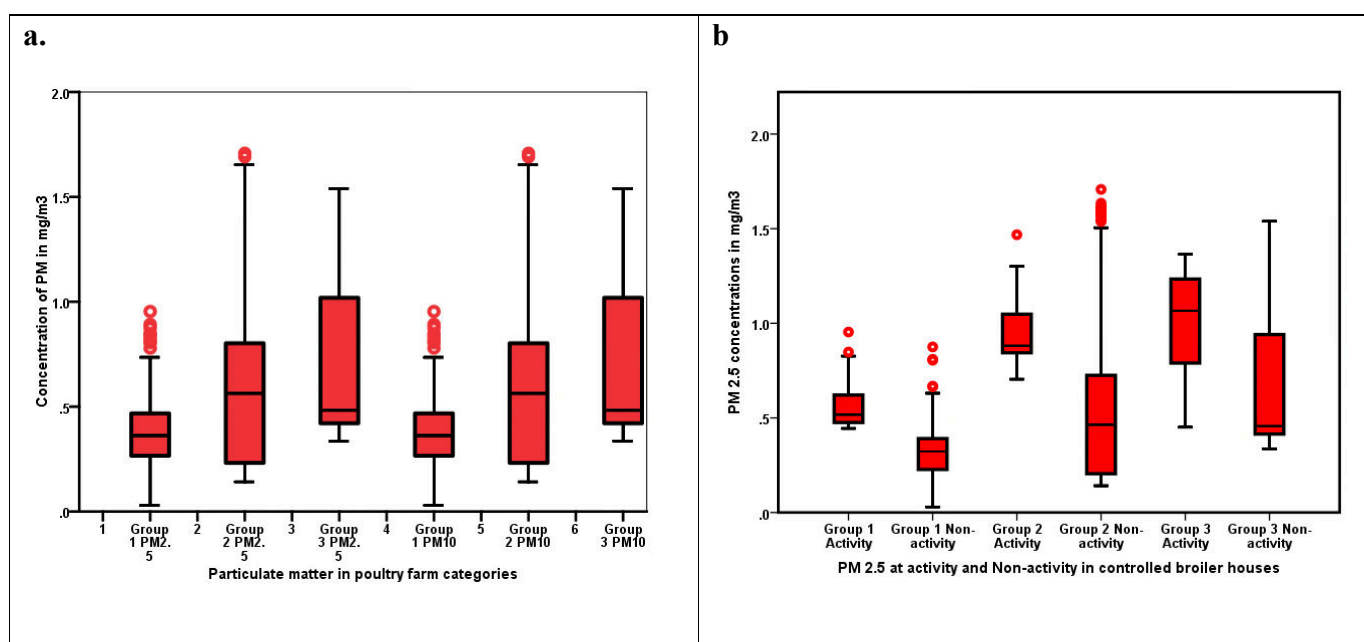 a.
Concentration of PM in mg/m3
2.0
1.5
1.0
.5
.0
1
Group
1 PM2.
5
2
Group
2 PM2.
5
3
Group
3 PM2.
5
4
Group
1 PM10
5
Group
2 PM10
6
Group
3 PM10
Particulate matter in poultry farm categories
b
PM 2.5 concentrations in mg/m3
2.0
1.5
1.0
.5
.0
Group 1
Activity
Group 1 Non-
activity
Group 2
Activity
Group 2 Non-
activity
Group 3
Activity
Group 3 Non-
activity
PM 2.5 at activity and Non-activity in controlled broiler houses